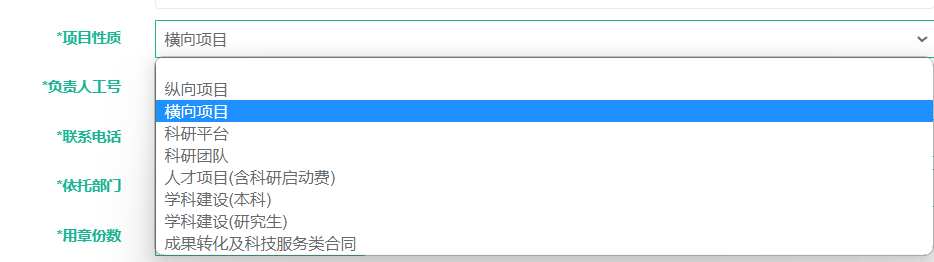 *项目性质
横向项目
*负责人工号
*联系电话
*依托部门
*用章份数
纵向项目
横向项目
科研平台
科研团队
人才项目(含科研启动费)
学科建设(本科)
学科建设(研究生)
成果转化及科技服务类合同